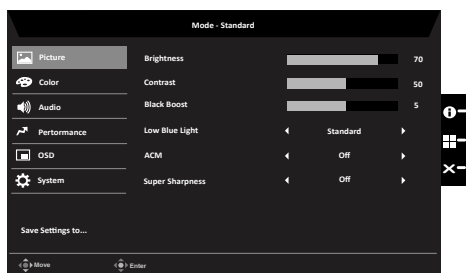 Mode - Standard
Picture
Brightness 70
Color
Contrast 50
Audio
Black Boost 5
Pertormance
Low Blue Light Standard
OSD
ACM Off
System
Super Sharpness Off
Save Settings to...
Move Enter